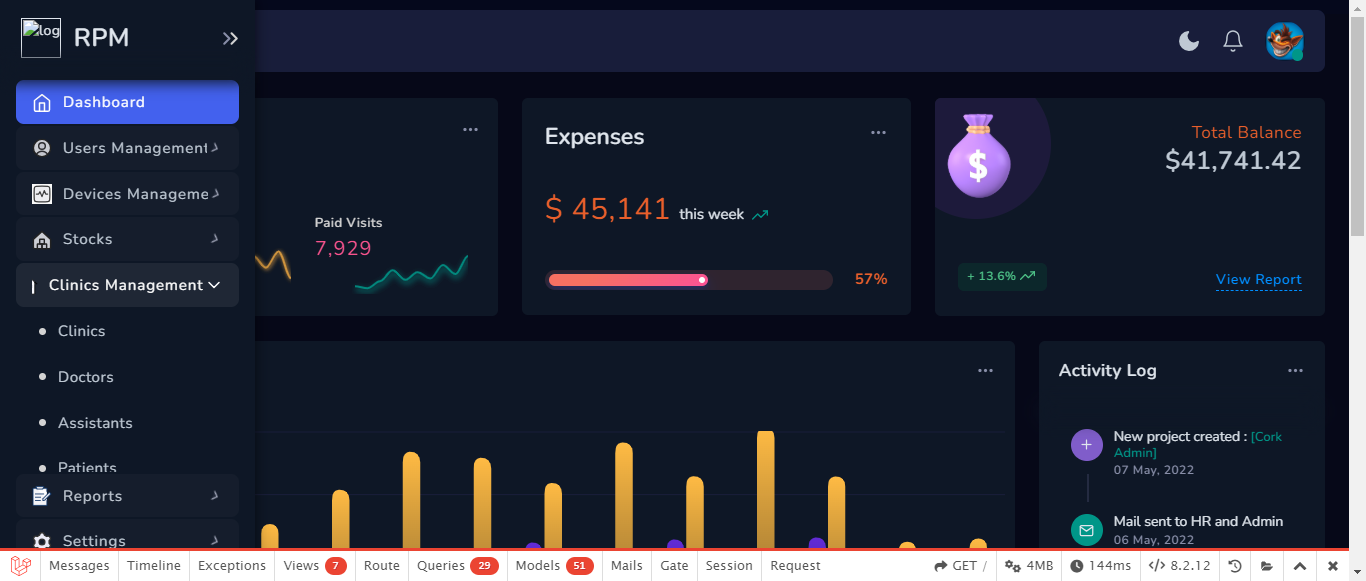 log
RPM
Dashboard
Users Management
Devices Manageme
Stocks
Clinics Management
Clinics
Doctors
Assistants
Patients
Reports
Settings
Paid Visits
7,929
Expenses
$ 45,141 this week
57%
$
Total Balance
$41,741.42
+ 13.6%
View Report
Activity Log
New project created : [Cork
Admin]
07 May, 2022
Mail sent to HR and Admin
06 May, 2022
Messages Timeline Exceptions Views 7 Route Queries 29 Models 51 Mails Gate Session Request GET / 4MB 144ms </> 8.2.12